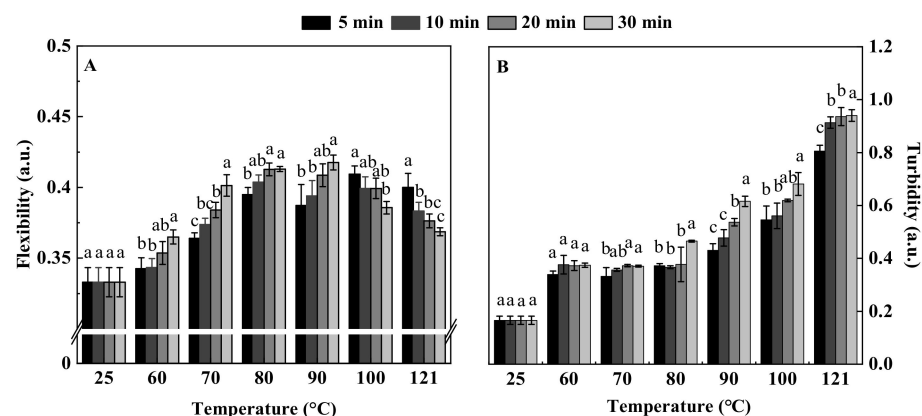 5 min 10 min 20 min 30 min
A
0.5
0.45
0.4
0.35
0
Flexibility (a.u.)
a a a a
b b ab a
c bc b a
b ab a a
b ab ab a
a ab ab b
a b c c
25 60 70 80 90 100 121
Temperature (°C)
B
1.2
1.0
0.8
0.6
0.4
0.2
0.0
Turbidity (a.u.)
a a a a
a a a a
b ab a a
b b b a
c c b a
b b ab a
c b b a
25 60 70 80 90 100 121
Temperature (°C)